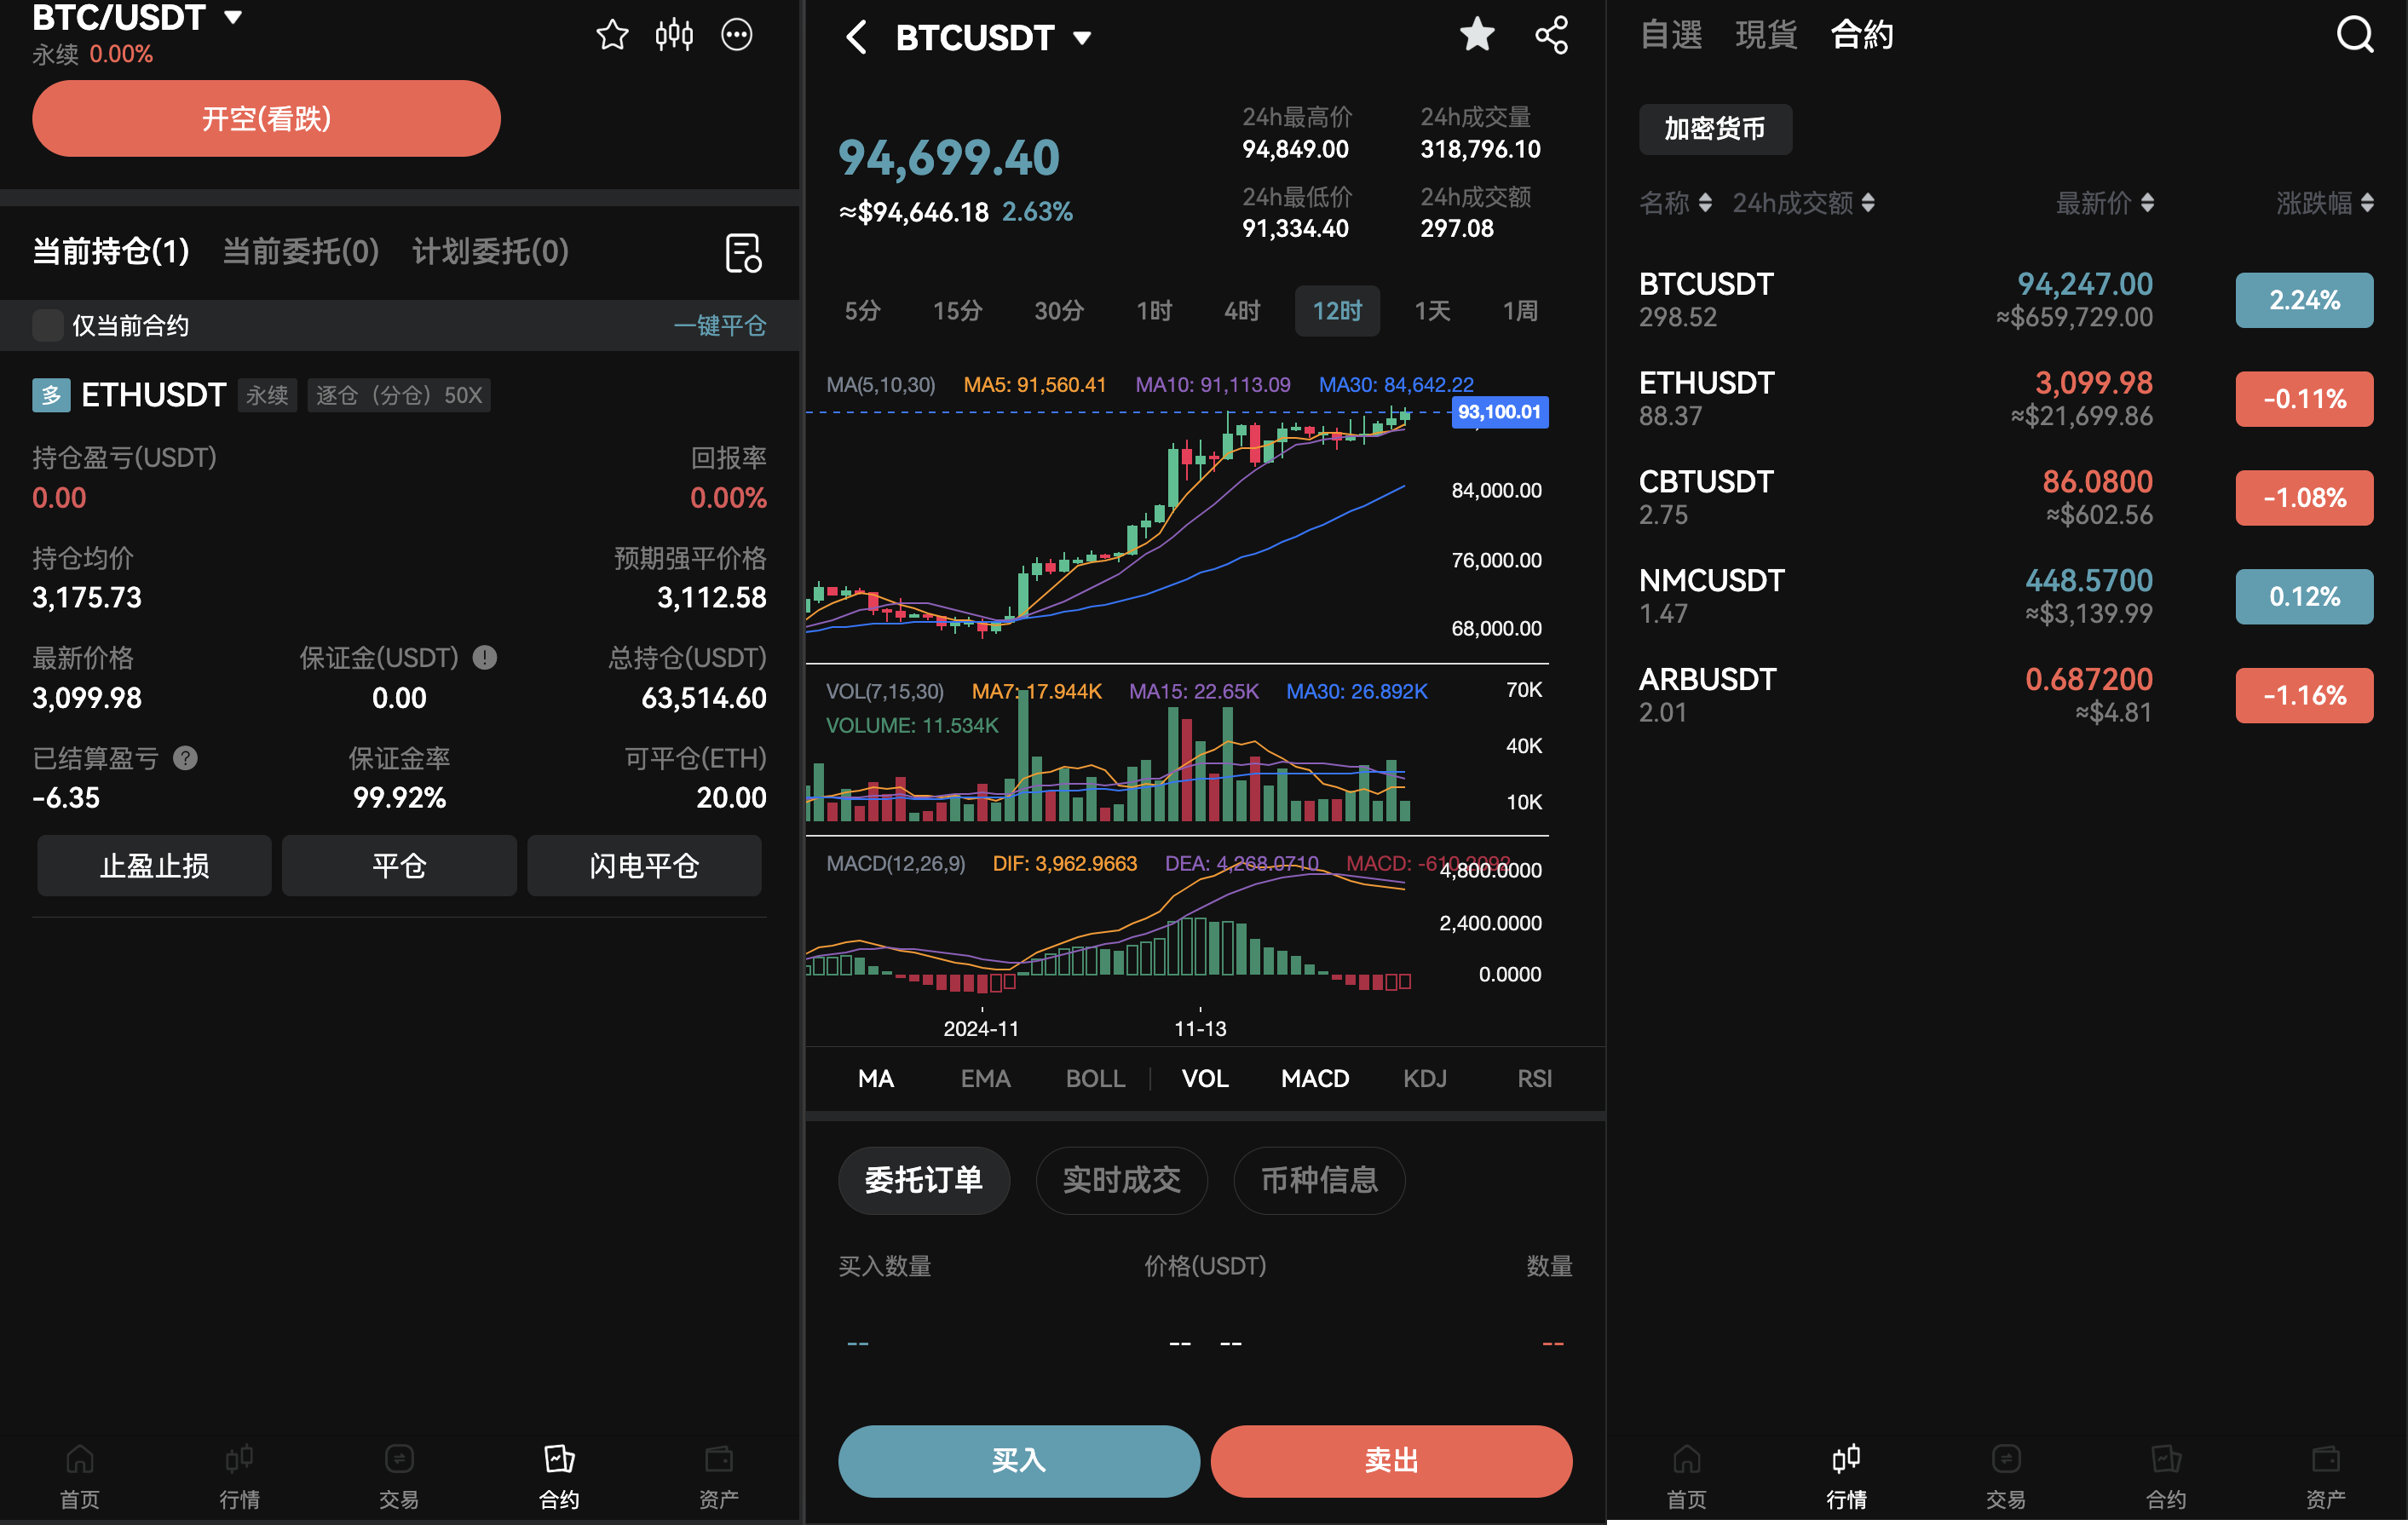 BTC/USDT
永续 0.00%
开空(看跌)
当前持仓(1) 当前委托(0) 计划委托(0)
仅当前合约 一键平仓
多 ETHUSDT 永续 逐仓（分仓）50X
持仓盈亏(USDT) 回报率
0.00 0.00%
持仓均价 预期强平价格
3,175.73 3,112.58
最新价格 保证金(USDT) 总持仓(USDT)
3,099.98 0.00 63,514.60
已结算盈亏 保证金率 可平仓(ETH)
-6.35 99.92% 20.00
止盈止损 平仓 闪电平仓
首页 行情 交易 合约 资产
BTCUSDT
94,699.40
≈$94,646.18 2.63%
24h最高价 24h成交量
94,849.00 318,796.10
24h最低价 24h成交额
91,334.40 297.08
5分 15分 30分 1时 4时 12时 1天 1周
MA(5,10,30) MA5: 91,560.41 MA10: 91,113.09 MA30: 84,642.22
93,100.01
84,000.00
76,000.00
68,000.00
VOL(7,15,30) MA7: 17.944K MA15: 22.65K MA30: 26.892K 70K
VOLUME: 11.534K
40K
10K
MACD(12,26,9) DIF: 3,962.9663 DEA: 4,268.0710 MACD: -610.2092
4,800.0000
2,400.0000
0.0000
2024-11 11-13
MA EMA BOLL VOL MACD KDJ RSI
委托订单 实时成交 币种信息
买入数量 价格(USDT) 数量
-- -- -- --
买入 卖出
自選 現貨 合約
加密货币
名称 24h成交额 最新价 涨跌幅
BTCUSDT 94,247.00 2.24%
298.52 ≈$659,729.00
ETHUSDT 3,099.98 -0.11%
88.37 ≈$21,699.86
CBTUSDT 86.0800 -1.08%
2.75 ≈$602.56
NMCUSDT 448.5700 0.12%
1.47 ≈$3,139.99
ARBUSDT 0.687200 -1.16%
2.01 ≈$4.81
首页 行情 交易 合约 资产